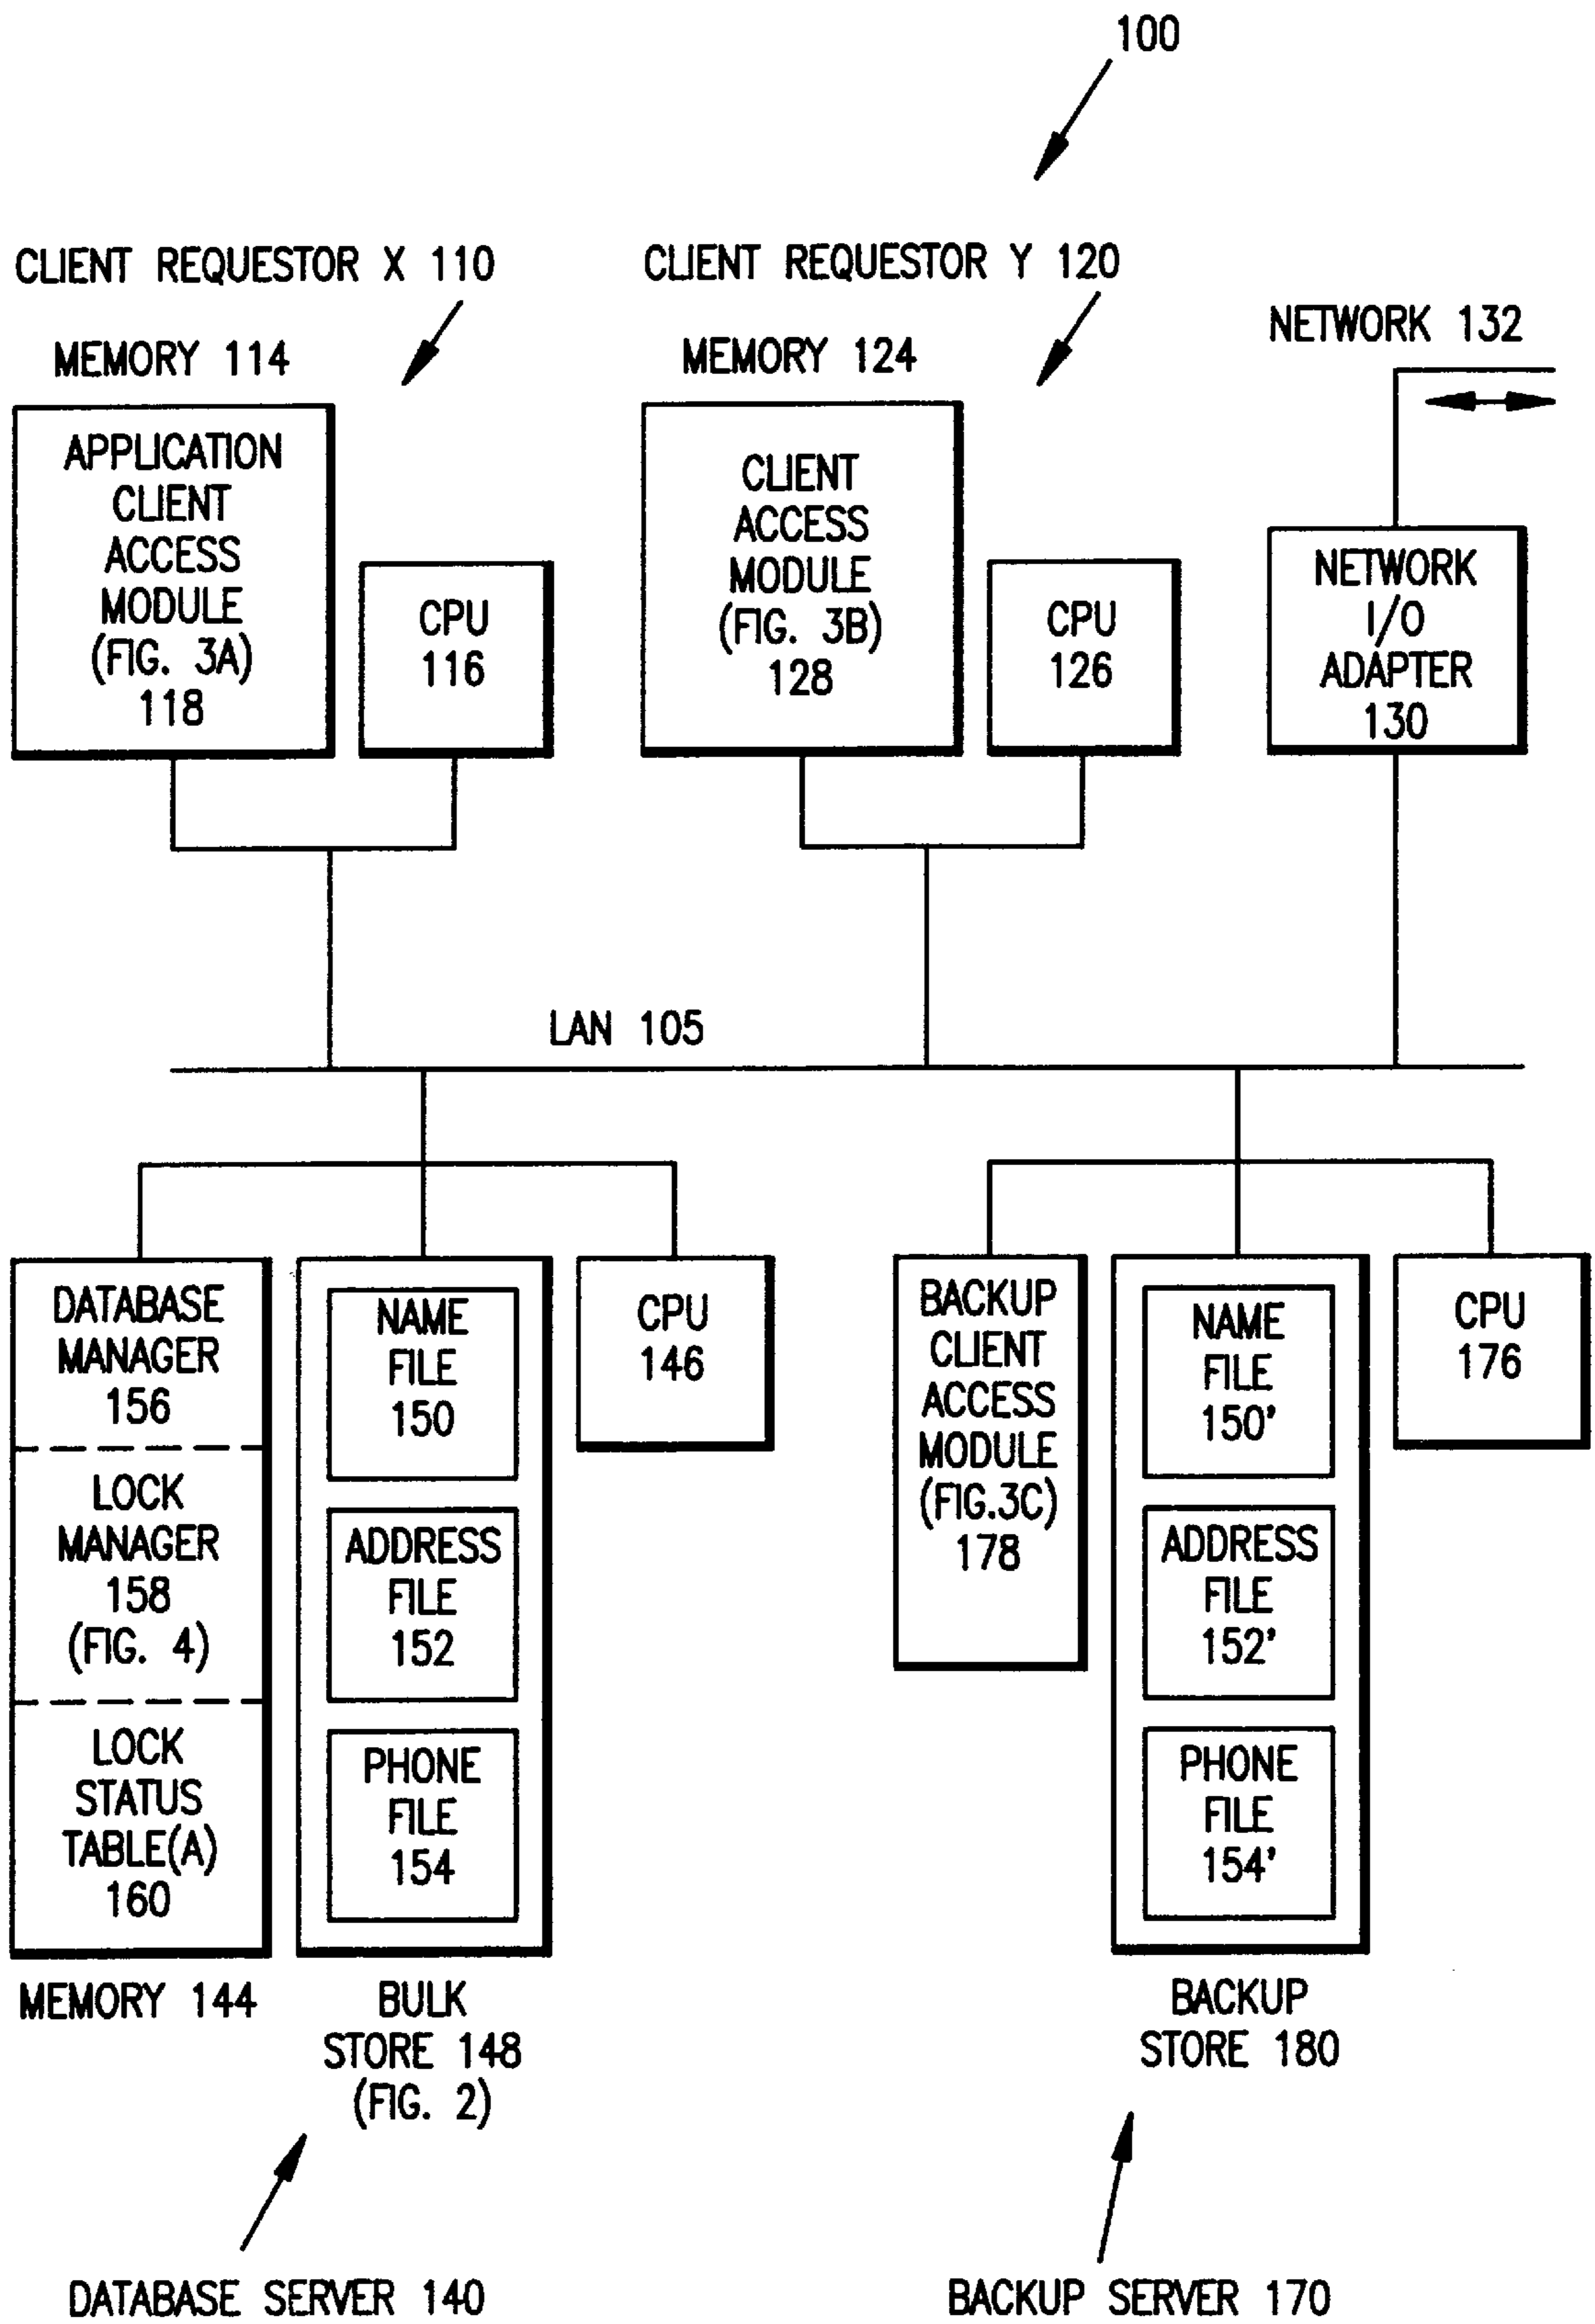 100
CLIENT REQUESTOR X 110
CLIENT REQUESTOR Y 120
NETWORK 132
MEMORY 114
MEMORY 124
APPLICATION
CLIENT
ACCESS
MODULE
(FIG. 3A)
118
CPU
116
CLIENT
ACCESS
MODULE
(FIG. 3B)
128
CPU
126
NETWORK
I/O
ADAPTER
130
LAN 105
DATABASE
MANAGER
156
LOCK
MANAGER
158
(FIG. 4)
LOCK
STATUS
TABLE(A)
160
MEMORY 144
NAME
FILE
150
ADDRESS
FILE
152
PHONE
FILE
154
BULK
STORE 148
(FIG. 2)
CPU
146
DATABASE SERVER 140
BACKUP
CLIENT
ACCESS
MODULE
(FIG.3C)
178
NAME
FILE
150'
ADDRESS
FILE
152'
PHONE
FILE
154'
BACKUP
STORE 180
CPU
176
BACKUP SERVER 170